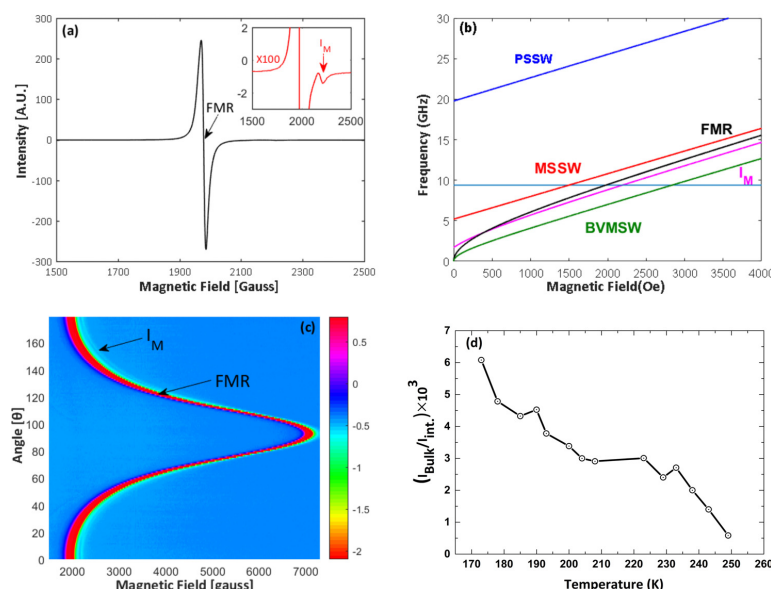 (a)
300
200
100
0
-100
-200
-300
Intensity [A.U.]
1500 1700 1900 2100 2300 2500
Magnetic Field [Gauss]
FMR
X100
I_M
2
0
-2
1500 2000 2500
(b)
30
25
20
15
10
5
0
Frequency (GHz)
0 500 1000 1500 2000 2500 3000 3500 4000
Magnetic Field(Oe)
PSSW
MSSW
FMR
I_M
BVMSW
(c)
160
140
120
100
80
60
40
20
0
Angle [θ]
2000 3000 4000 5000 6000 7000
Magnetic Field [gauss]
I_M
FMR
0.5
0
-0.5
-1
-1.5
-2
(d)
7
6
5
4
3
2
1
0
(I_Bulk/I_int.)×10^3
170 180 190 200 210 220 230 240 250 260
Temperature (K)